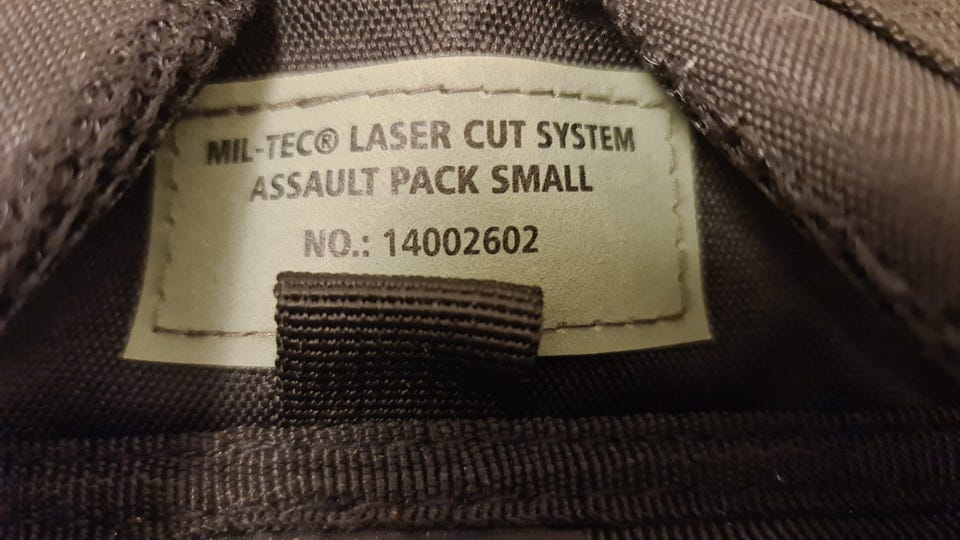 MIL-TEC® LASER CUT SYSTEM
ASSAULT PACK SMALL
NO.: 14002602